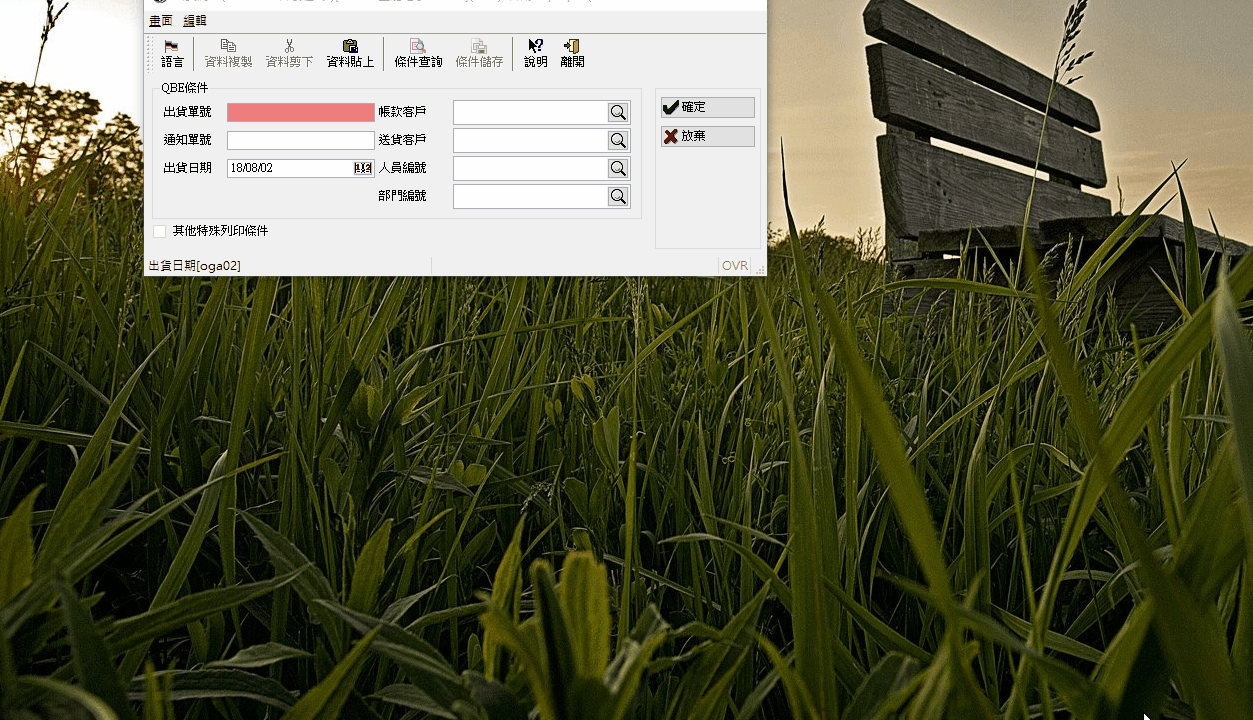 畫面 編輯
語言 資料複製 資料剪下 資料貼上 條件查詢 條件儲存 說明 離開
QBE條件
出貨單號 帳款客戶
確定
通知單號 送貨客戶
放棄
出貨日期 18/08/02 人員編號
部門編號
其他特殊列印條件
出貨日期[oga02] OVR